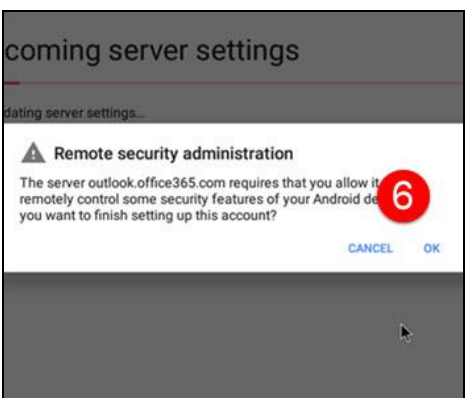 coming server settings
dating server settings...
Remote security administration
The server outlook.office365.com requires that you allow it
remotely control some security features of your Android de
you want to finish setting up this account?
6
CANCEL OK